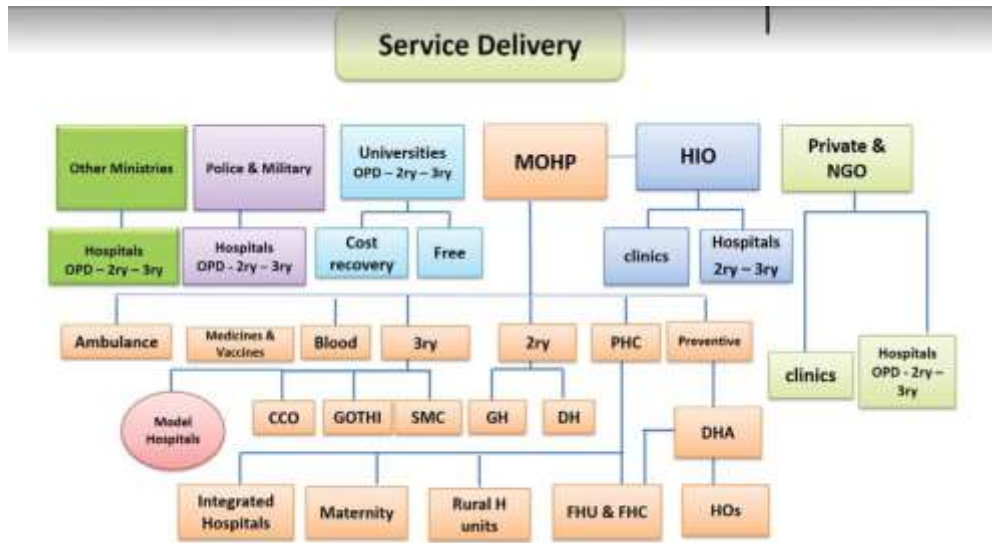 Service Delivery
Other Ministries
Police & Military
Universities
OPD – 2ry – 3ry
MOHP
HIO
Private &
NGO
Hospitals
OPD – 2ry – 3ry
Hospitals
OPD - 2ry – 3ry
Cost
recovery
Free
clinics
Hospitals
2ry – 3ry
Ambulance
Medicines &
Vaccines
Blood
3ry
2ry
PHC
Preventive
clinics
Hospitals
OPD - 2ry –
3ry
Model
Hospitals
CCO
GOTHI
SMC
GH
DH
DHA
Integrated
Hospitals
Maternity
Rural H
units
FHU & FHC
HOs